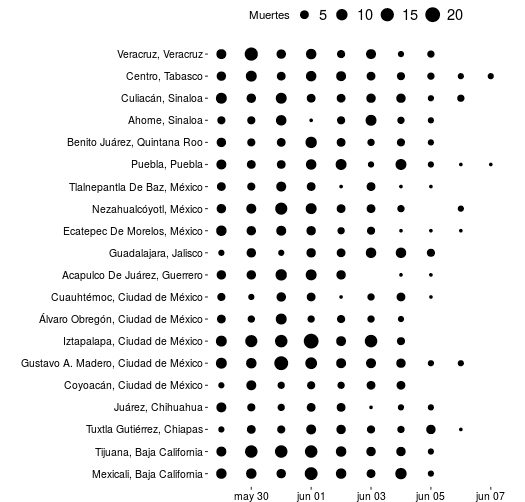 Muertes 5 10 15 20
Veracruz, Veracruz
Centro, Tabasco
Culiacán, Sinaloa
Ahome, Sinaloa
Benito Juárez, Quintana Roo
Puebla, Puebla
Tlalnepantla De Baz, México
Nezahualcóyotl, México
Ecatepec De Morelos, México
Guadalajara, Jalisco
Acapulco De Juárez, Guerrero
Cuauhtémoc, Ciudad de México
Álvaro Obregón, Ciudad de México
Iztapalapa, Ciudad de México
Gustavo A. Madero, Ciudad de México
Coyoacán, Ciudad de México
Juárez, Chihuahua
Tuxtla Gutiérrez, Chiapas
Tijuana, Baja California
Mexicali, Baja California
may 30 jun 01 jun 03 jun 05 jun 07